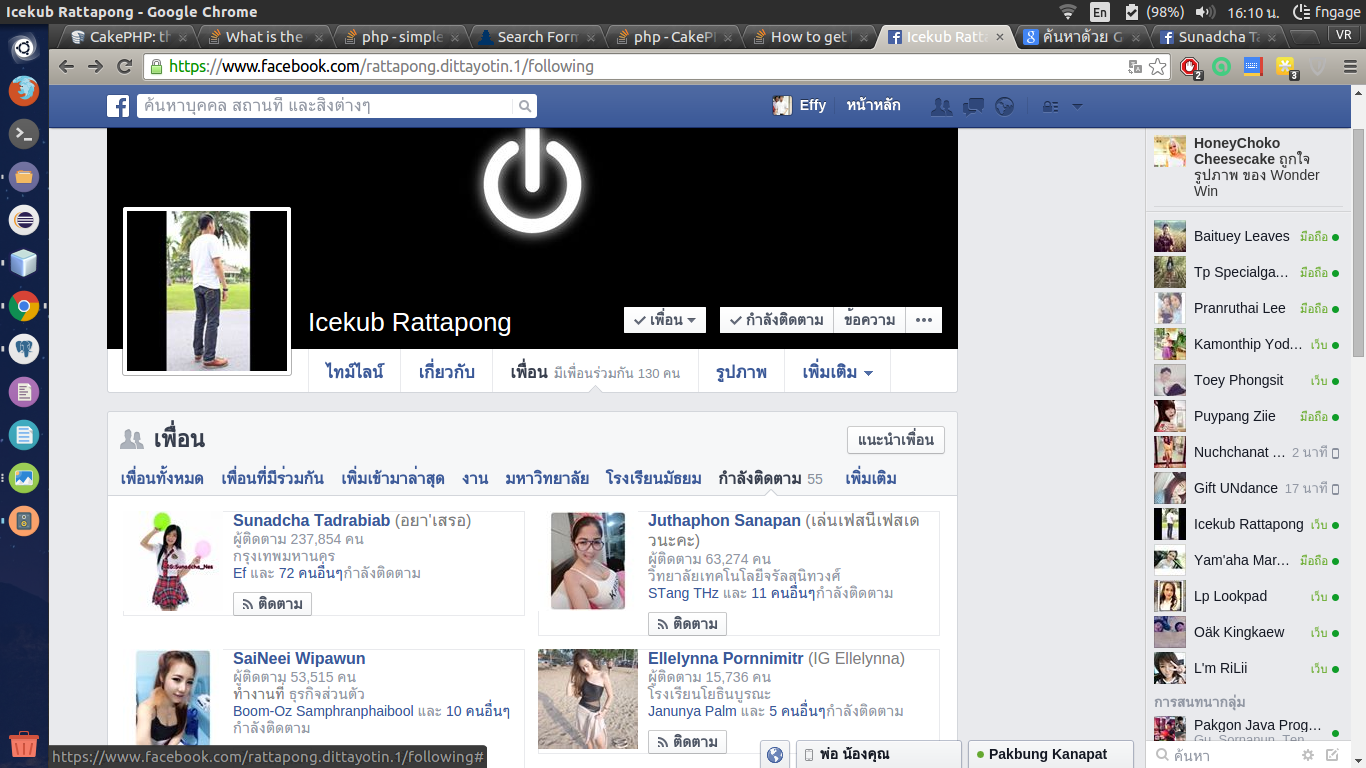 Icekub Rattapong - Google Chrome
En (98%) 16:10 น. fngage
CakePHP: th
What is the
php - simple
Search Form
php - CakeP
How to get
Icekub Ratt
ค้นหาด้วย G
Sunadcha Ta
VR
https://www.facebook.com/rattapong.dittayotin.1/following
2
3
ค้นหาบุคคล สถานที่ และสิ่งต่างๆ
Effy
หน้าหลัก
Icekub Rattapong
เพื่อน
กำลังติดตาม
ข้อความ
ไทม์ไลน์
เกี่ยวกับ
เพื่อน มีเพื่อนร่วมกัน 130 คน
รูปภาพ
เพิ่มเติม
เพื่อน
แนะนำเพื่อน
เพื่อนทั้งหมด
เพื่อนที่มีร่วมกัน
เพิ่มเข้ามาล่าสุด
งาน
มหาวิทยาลัย
โรงเรียนมัธยม
กำลังติดตาม 55
เพิ่มเติม
Sunadcha Tadrabiab (อยา'เสรอ)
ผู้ติดตาม 237,854 คน
กรุงเทพมหานคร
Ef และ 72 คนอื่นๆกำลังติดตาม
ติดตาม
Juthaphon Sanapan (เล่นเฟสนี้เฟสเด
วนะคะ)
ผู้ติดตาม 63,274 คน
วิทยาลัยเทคโนโลยีจรัลสนิทวงศ์
STang THz และ 11 คนอื่นๆกำลังติดตาม
ติดตาม
SaiNeei Wipawun
ผู้ติดตาม 53,515 คน
ทำงานที่ ธุรกิจส่วนตัว
Boom-Oz Samphranphaibool และ 10 คนอื่นๆ
กำลังติดตาม
Ellelynna Pornnimitr (IG Ellelynna)
ผู้ติดตาม 15,736 คน
โรงเรียนโยธินบูรณะ
Janunya Palm และ 5 คนอื่นๆกำลังติดตาม
ติดตาม
HoneyChoko
Cheesecake ถูกใจ
รูปภาพ ของ Wonder
Win
Baituey Leaves มือถือ
Tp Specialga... มือถือ
Pranruthai Lee มือถือ
Kamonthip Yod... เว็บ
Toey Phongsit เว็บ
Puypang Ziie มือถือ
Nuchchanat ... 2 นาที
Gift UNdance 17 นาที
Icekub Rattapong เว็บ
Yam'aha Mar... มือถือ
Lp Lookpad เว็บ
Oäk Kingkaew เว็บ
L'm RiLii เว็บ
การสนทนากลุ่ม
Pakgon Java Prog...
ค้นหา
https://www.facebook.com/rattapong.dittayotin.1/following#
พ่อ น้องคุณ
Pakbung Kanapat